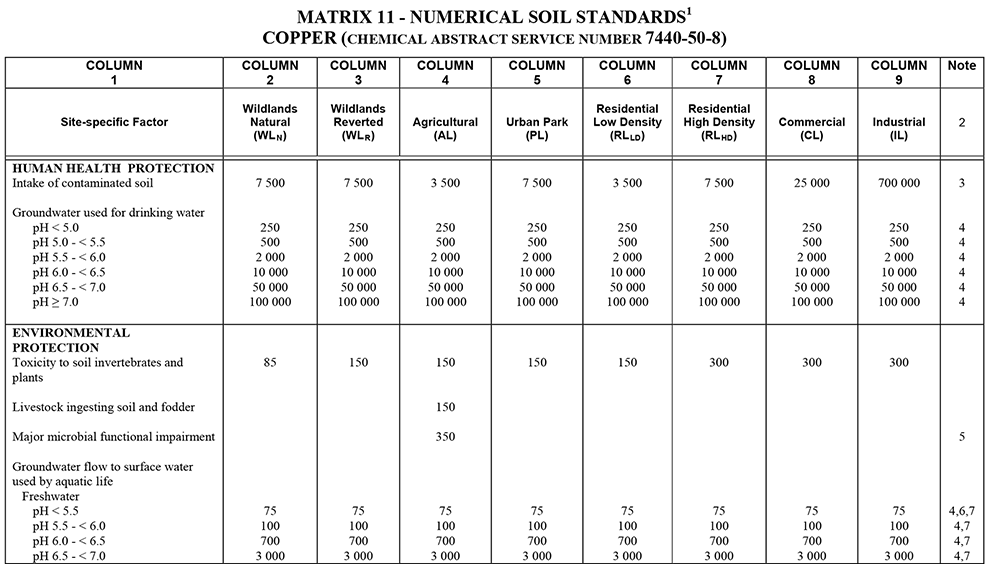 MATRIX 11 - NUMERICAL SOIL STANDARDS1
COPPER (CHEMICAL ABSTRACT SERVICE NUMBER 7440-50-8)
COLUMN 1 COLUMN 2 COLUMN 3 COLUMN 4 COLUMN 5 COLUMN 6 COLUMN 7 COLUMN 8 COLUMN 9 Note
Site-specific Factor Wildlands Natural (WLN) Wildlands Reverted (WLR) Agricultural (AL) Urban Park (PL) Residential Low Density (RLLD) Residential High Density (RLHD) Commercial (CL) Industrial (IL) 2
HUMAN HEALTH PROTECTION
Intake of contaminated soil 7 500 7 500 3 500 7 500 3 500 7 500 25 000 700 000 3
Groundwater used for drinking water
pH < 5.0 250 250 250 250 250 250 250 250 4
pH 5.0 - < 5.5 500 500 500 500 500 500 500 500 4
pH 5.5 - < 6.0 2 000 2 000 2 000 2 000 2 000 2 000 2 000 2 000 4
pH 6.0 - < 6.5 10 000 10 000 10 000 10 000 10 000 10 000 10 000 10 000 4
pH 6.5 - < 7.0 50 000 50 000 50 000 50 000 50 000 50 000 50 000 50 000 4
pH ≥ 7.0 100 000 100 000 100 000 100 000 100 000 100 000 100 000 100 000 4
ENVIRONMENTAL
PROTECTION
Toxicity to soil invertebrates and 85 150 150 150 150 300 300 300
plants
Livestock ingesting soil and fodder 150
Major microbial functional impairment 350 5
Groundwater flow to surface water
used by aquatic life
Freshwater
pH < 5.5 75 75 75 75 75 75 75 75 4,6,7
pH 5.5 - < 6.0 100 100 100 100 100 100 100 100 4,7
pH 6.0 - < 6.5 700 700 700 700 700 700 700 700 4,7
pH 6.5 - < 7.0 3 000 3 000 3 000 3 000 3 000 3 000 3 000 3 000 4,7